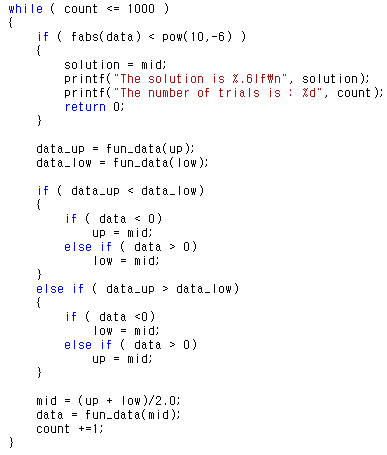 while ( count <= 1000 )
{
if ( fabs(data) < pow(10,-6) )
{
solution = mid;
printf("The solution is %.6lf₩n", solution);
printf("The number of trials is : %d", count);
return 0;
}
data_up = fun_data(up);
data_low = fun_data(low);
if ( data_up < data_low)
{
if ( data < 0)
up = mid;
else if ( data > 0)
low = mid;
}
else if ( data_up > data_low)
{
if ( data <0)
low = mid;
else if ( data > 0)
up = mid;
}
mid = (up + low)/2.0;
data = fun_data(mid);
count +=1;
}